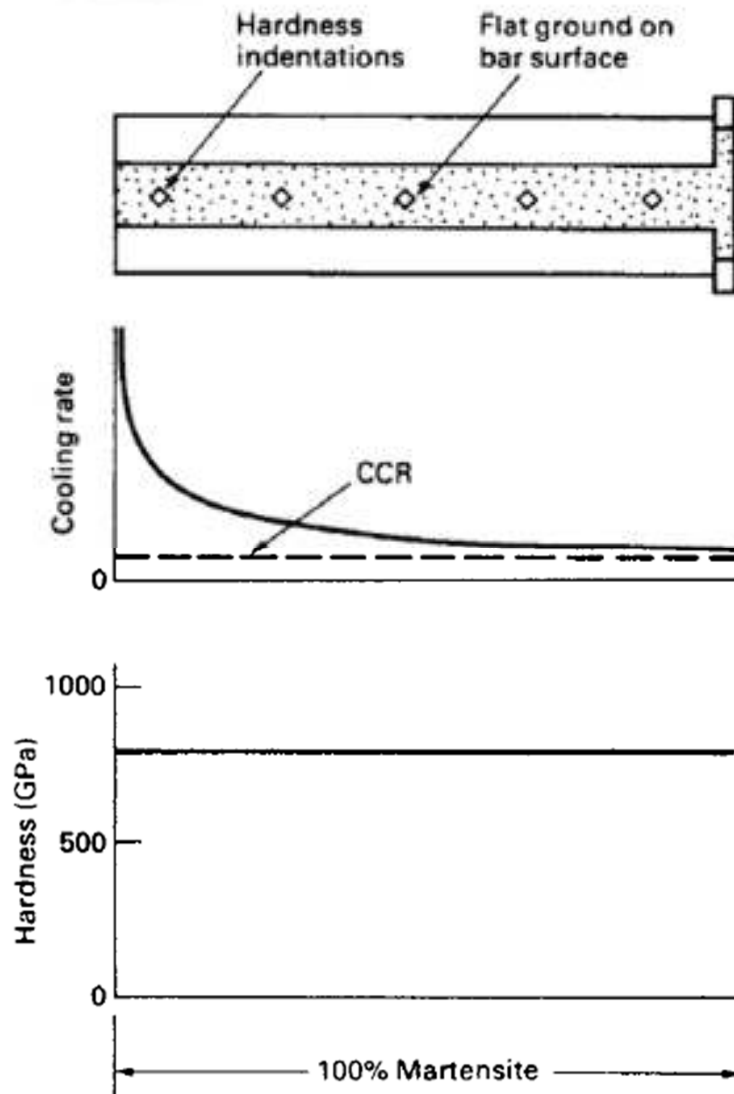 Hardness
indentations
Flat ground on
bar surface
Cooling rate
CCR
0
1000
Hardness (GPa)
500
0
100% Martensite